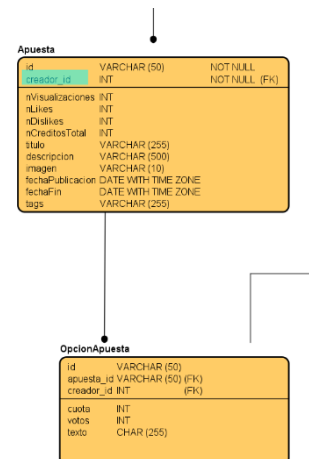 Apuesta
id VARCHAR (50) NOT NULL
creador_id INT NOT NULL (FK)
nVisualizaciones INT
nLikes INT
nDislikes INT
nCreditosTotal INT
titulo VARCHAR (255)
descripcion VARCHAR (500)
imagen VARCHAR (10)
fechaPublicacion DATE WITH TIME ZONE
fechaFin DATE WITH TIME ZONE
tags VARCHAR (255)
OpcionApuesta
id VARCHAR (50)
apuesta_id VARCHAR (50) (FK)
creador_id INT (FK)
cuota INT
votos INT
texto CHAR (255)